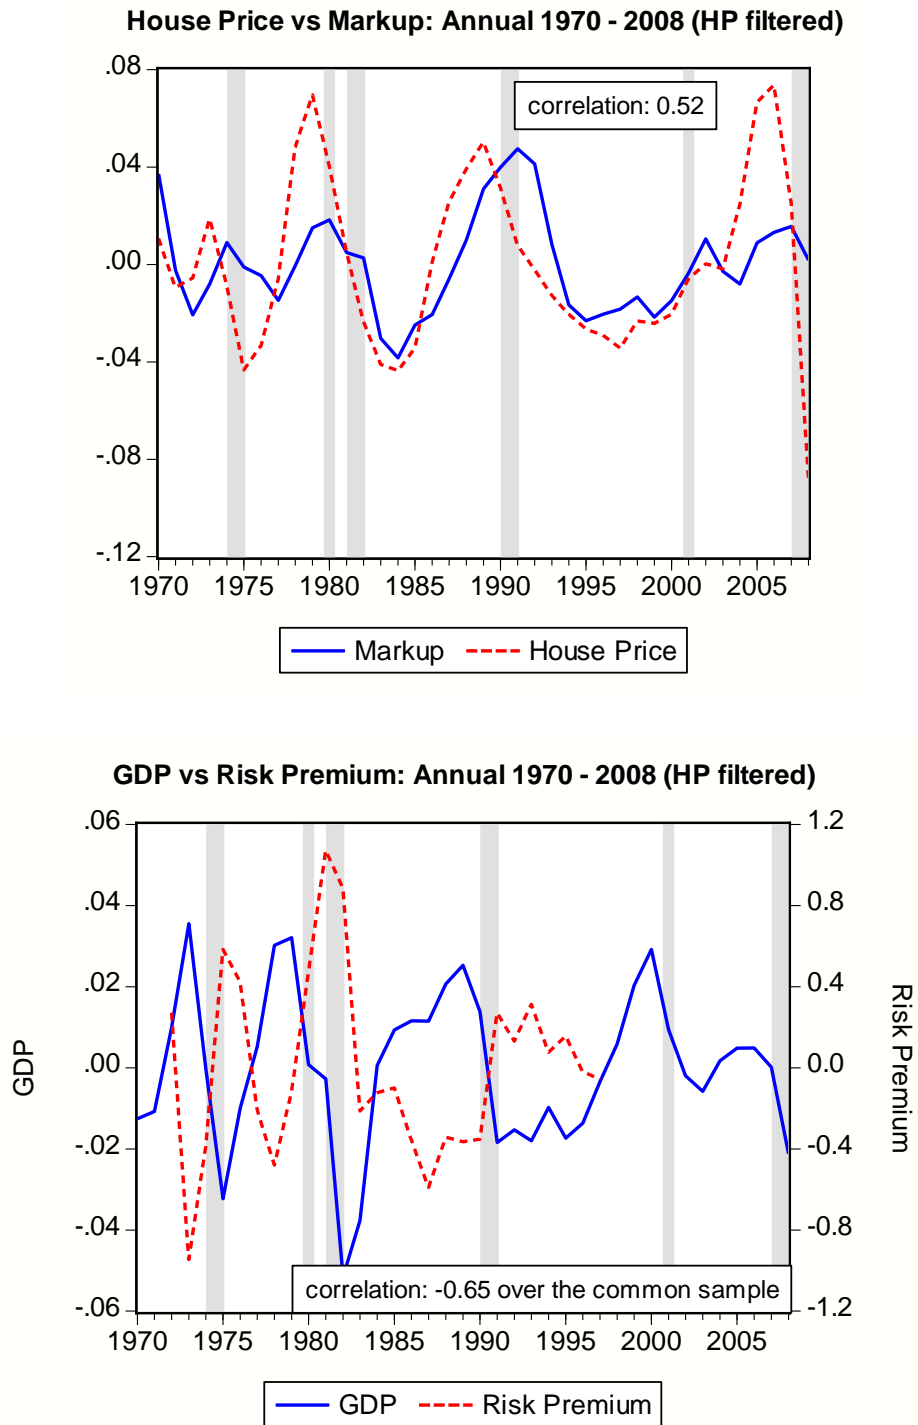 House Price vs Markup: Annual 1970 - 2008 (HP filtered)
.08
correlation: 0.52
.04
.00
-.04
-.08
-.12
1970 1975 1980 1985 1990 1995 2000 2005
Markup House Price
GDP vs Risk Premium: Annual 1970 - 2008 (HP filtered)
.06 1.2
.04 0.8
.02 0.4
.00 0.0
GDP
Risk Premium
-.02 -0.4
-.04 -0.8
correlation: -0.65 over the common sample
-.06 -1.2
1970 1975 1980 1985 1990 1995 2000 2005
GDP Risk Premium